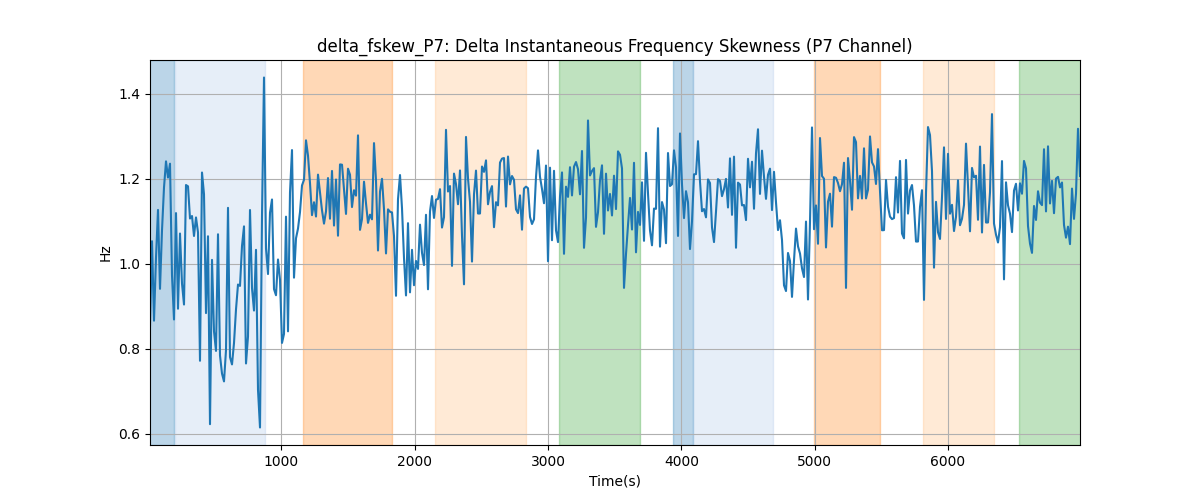 delta_fskew_P7: Delta Instantaneous Frequency Skewness (P7 Channel)
Hz
1.4
1.2
1.0
0.8
0.6
1000 2000 3000 4000 5000 6000
Time(s)